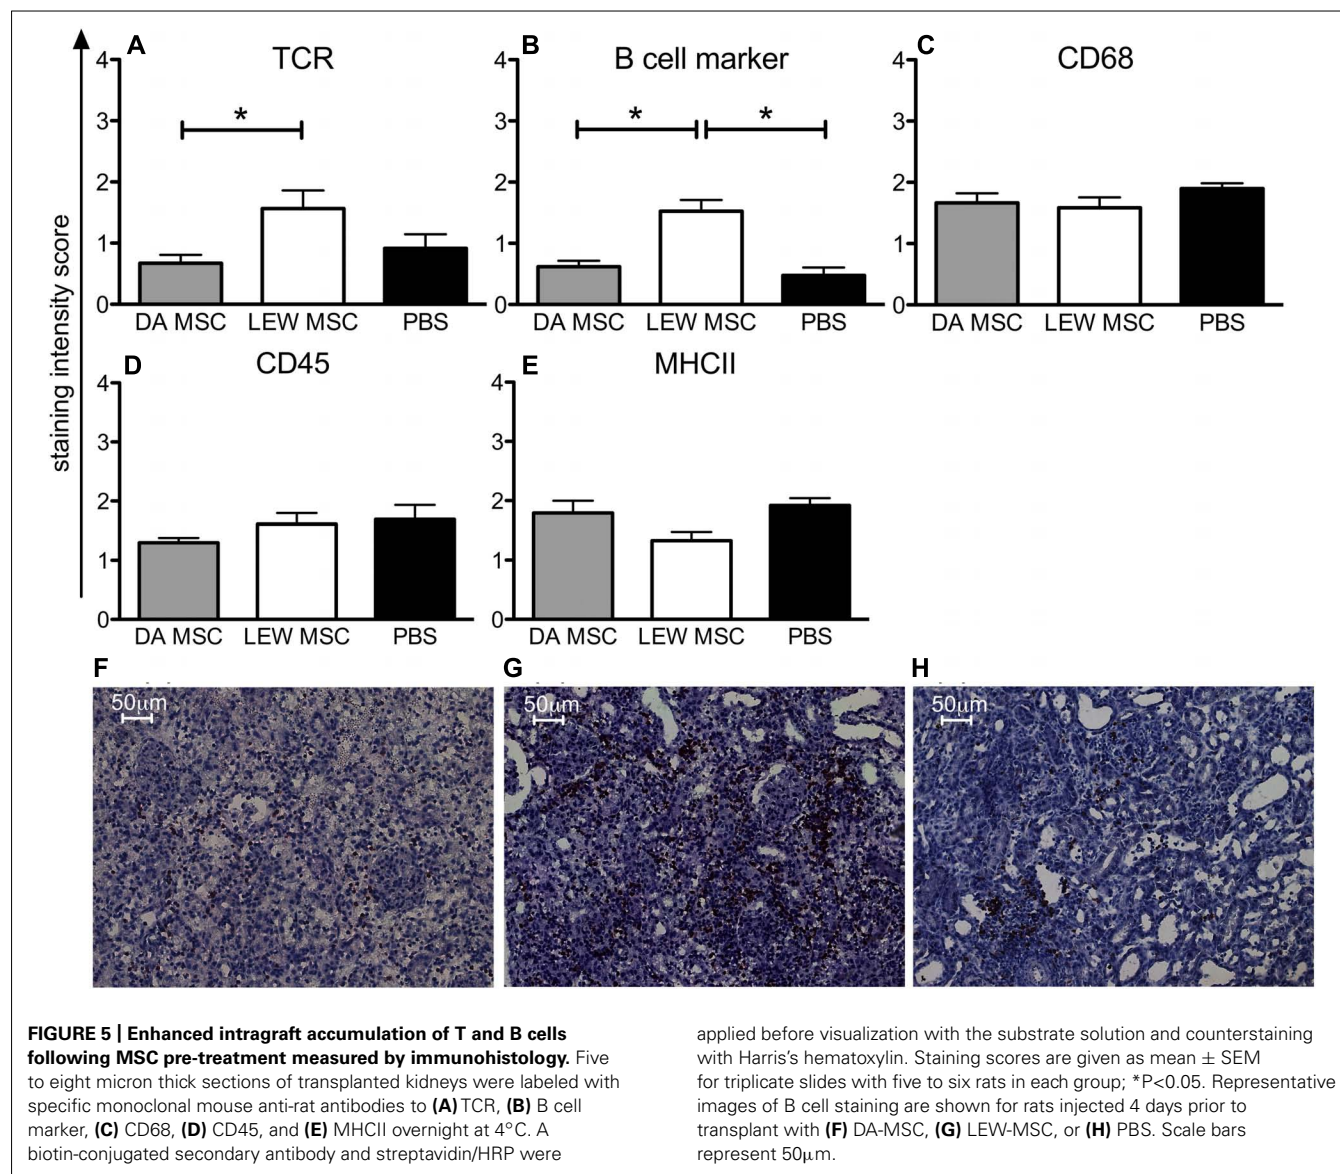 staining intensity score
A
TCR
4
3
2
1
0
*
DA MSC
LEW MSC
PBS
B
B cell marker
4
3
2
1
0
*
*
DA MSC
LEW MSC
PBS
C
CD68
4
3
2
1
0
DA MSC
LEW MSC
PBS
D
CD45
4
3
2
1
0
DA MSC
LEW MSC
PBS
E
MHCII
4
3
2
1
0
DA MSC
LEW MSC
PBS
F
50μm
G
50μm
H
50μm
FIGURE 5 | Enhanced intragraft accumulation of T and B cells
following MSC pre-treatment measured by immunohistology. Five
to eight micron thick sections of transplanted kidneys were labeled with
specific monoclonal mouse anti-rat antibodies to (A) TCR, (B) B cell
marker, (C) CD68, (D) CD45, and (E) MHCII overnight at 4°C. A
biotin-conjugated secondary antibody and streptavidin/HRP were
applied before visualization with the substrate solution and counterstaining
with Harris's hematoxylin. Staining scores are given as mean ± SEM
for triplicate slides with five to six rats in each group; *P<0.05. Representative
images of B cell staining are shown for rats injected 4 days prior to
transplant with (F) DA-MSC, (G) LEW-MSC, or (H) PBS. Scale bars
represent 50μm.